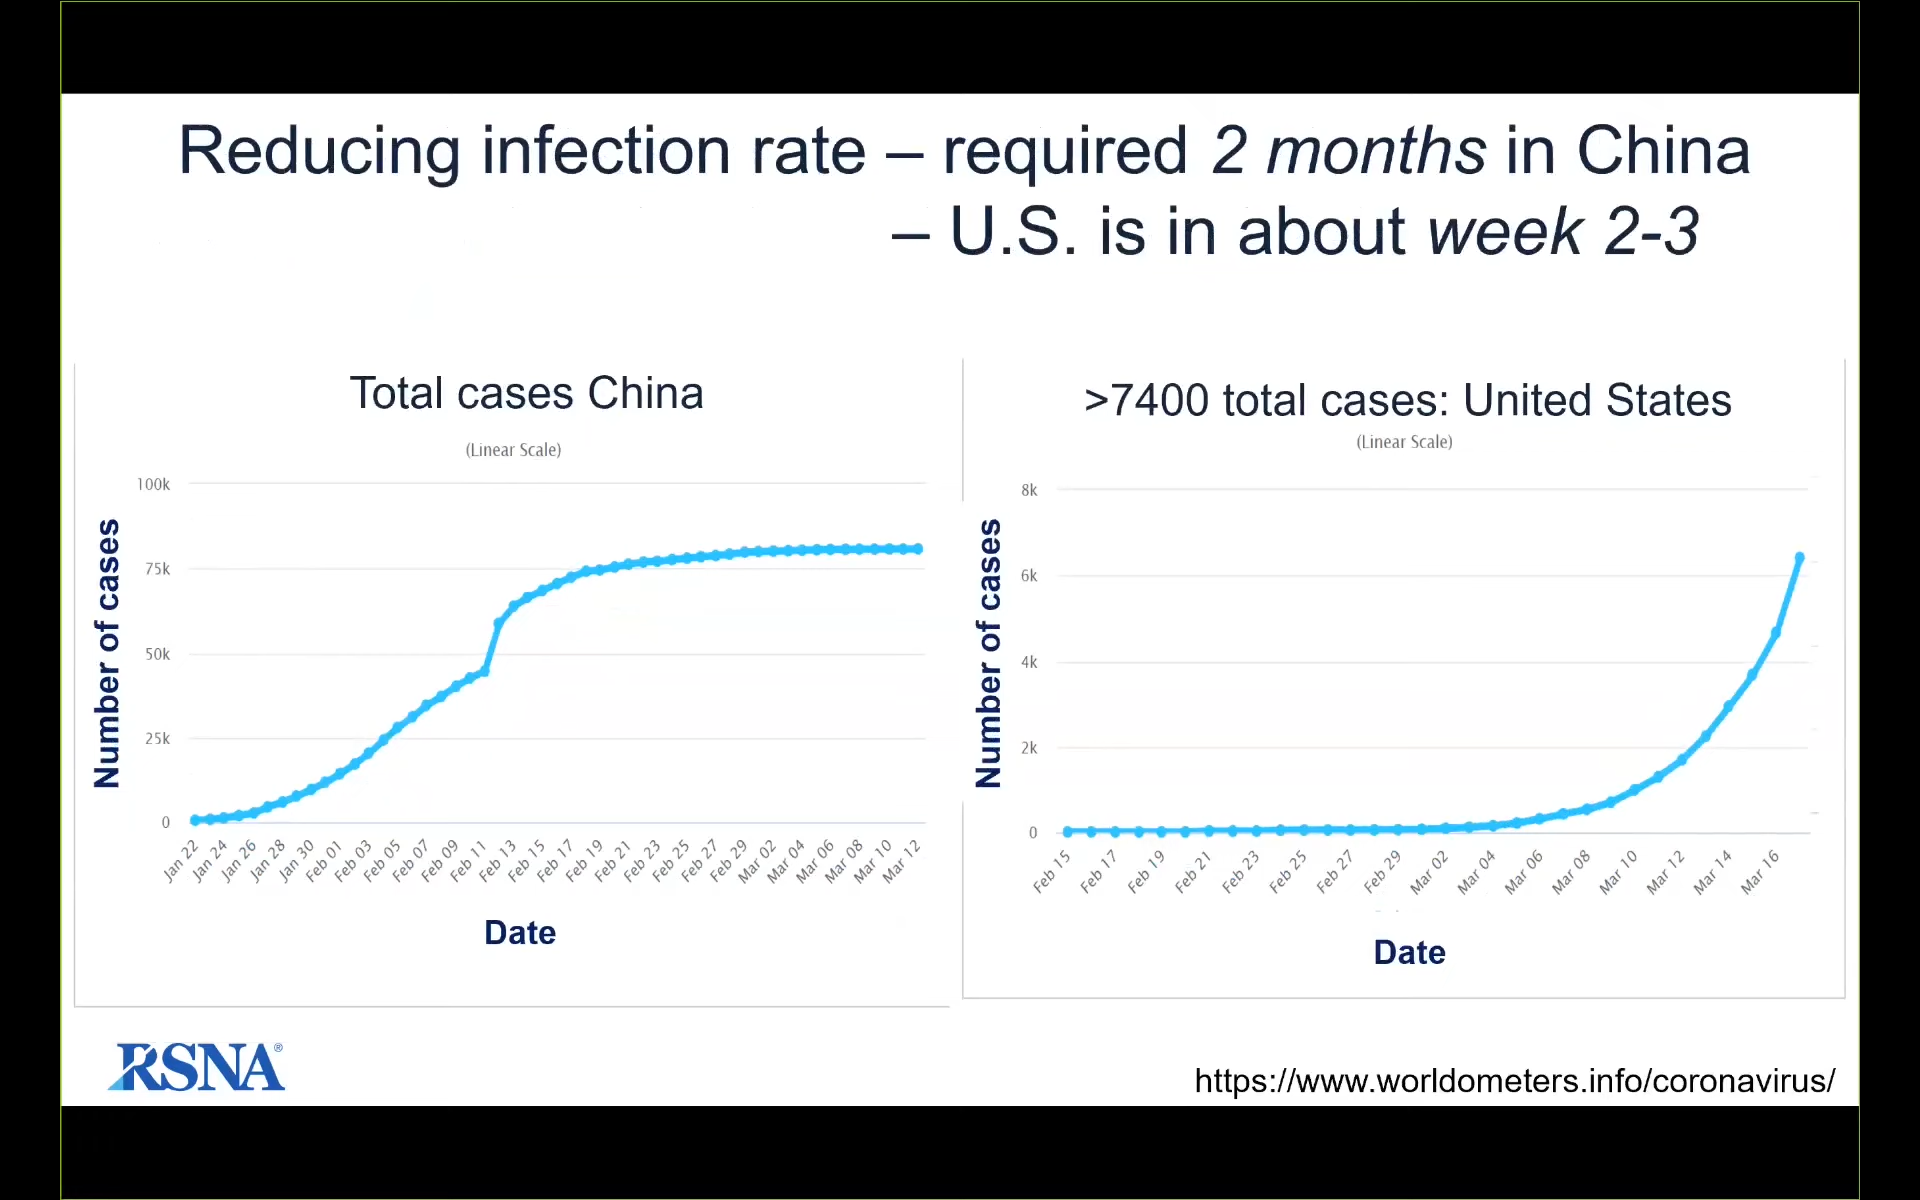 Reducing infection rate – required 2 months in China
– U.S. is in about week 2-3
Total cases China
(Linear Scale)
Number of cases
100k
75k
50k
25k
0
Jan 22
Jan 24
Jan 26
Jan 28
Jan 30
Feb 01
Feb 03
Feb 05
Feb 07
Feb 09
Feb 11
Feb 13
Feb 15
Feb 17
Feb 19
Feb 21
Feb 23
Feb 25
Feb 27
Feb 29
Mar 02
Mar 04
Mar 06
Mar 08
Mar 10
Mar 12
Date
>7400 total cases: United States
(Linear Scale)
Number of cases
8k
6k
4k
2k
0
Feb 15
Feb 17
Feb 19
Feb 21
Feb 23
Feb 25
Feb 27
Feb 29
Mar 02
Mar 04
Mar 06
Mar 08
Mar 10
Mar 12
Mar 14
Mar 16
Date
RSNA®
https://www.worldometers.info/coronavirus/